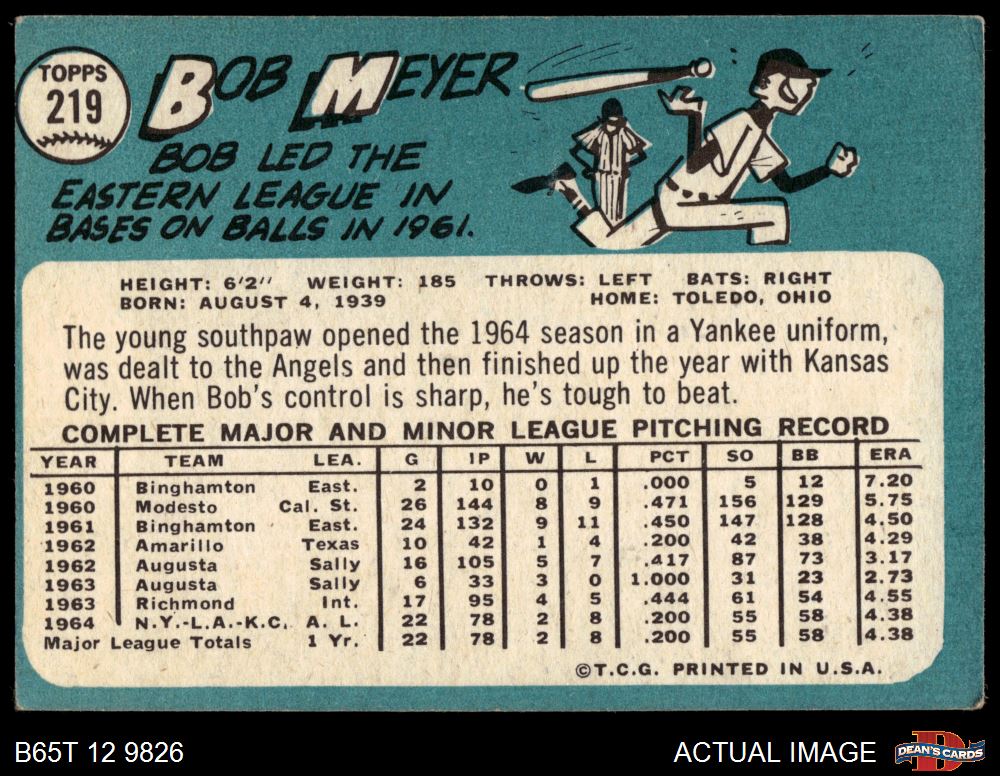 TOPPS
219
BOB MEYER
BOB LED THE
EASTERN LEAGUE IN
BASES ON BALLS IN 1961.
HEIGHT: 6'2" WEIGHT: 185 THROWS: LEFT BATS: RIGHT
BORN: AUGUST 4, 1939 HOME: TOLEDO, OHIO
The young southpaw opened the 1964 season in a Yankee uniform,
was dealt to the Angels and then finished up the year with Kansas
City. When Bob's control is sharp, he's tough to beat.
COMPLETE MAJOR AND MINOR LEAGUE PITCHING RECORD
YEAR TEAM LEA. G IP W L PCT SO BB ERA
1960 Binghamton East. 2 10 0 1 .000 5 12 7.20
1960 Modesto Cal. St. 26 144 8 9 .471 156 129 5.75
1961 Binghamton East. 24 132 9 11 .450 147 128 4.50
1962 Amarillo Texas 10 42 1 4 .200 42 38 4.29
1962 Augusta Sally 16 105 5 7 .417 87 73 3.17
1963 Augusta Sally 6 33 3 0 1.000 31 23 2.73
1963 Richmond Int. 17 95 4 5 .444 61 54 4.55
1964 N.Y.-L.A.-K.C. A. L. 22 78 2 8 .200 55 58 4.38
Major League Totals 1 Yr. 22 78 2 8 .200 55 58 4.38
©T.C.G. PRINTED IN U.S.A.
B65T 12 9826 ACTUAL IMAGE DEAN'S CARDS